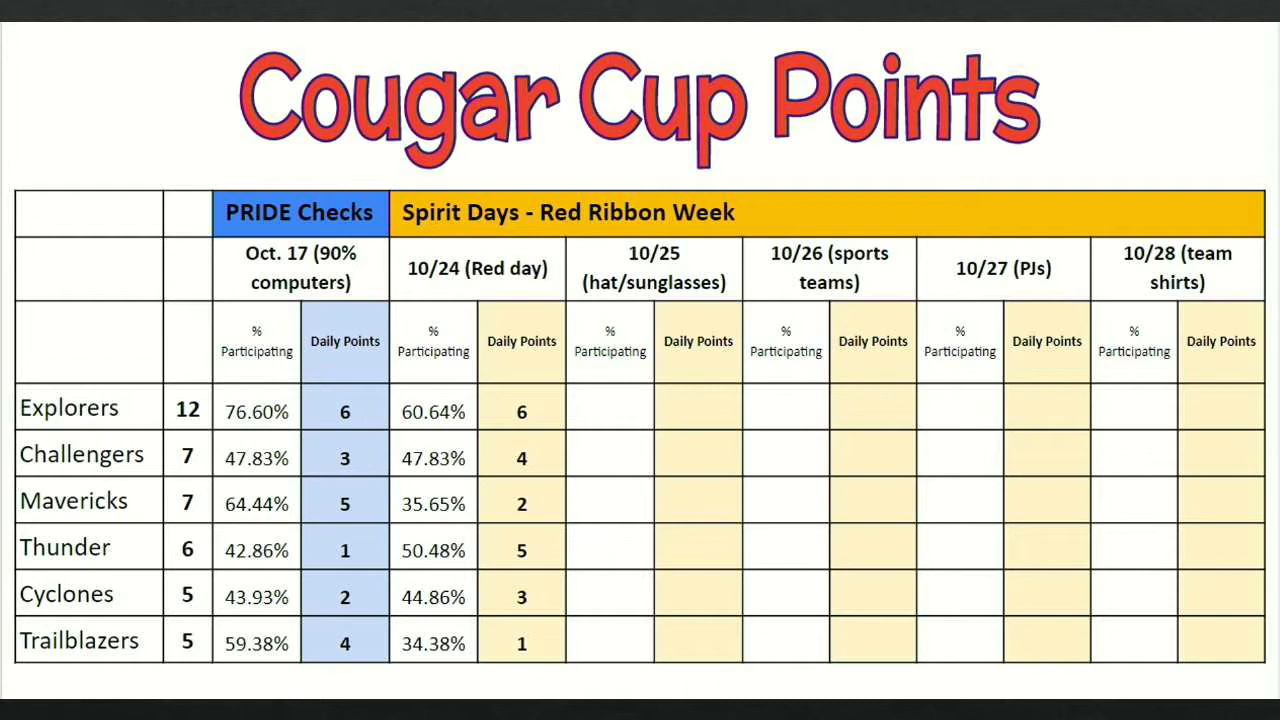 Cougar Cup Points
PRIDE Checks Spirit Days - Red Ribbon Week
Oct. 17 (90% computers) 10/24 (Red day) 10/25 (hat/sunglasses) 10/26 (sports teams) 10/27 (PJs) 10/28 (team shirts)
% Participating Daily Points % Participating Daily Points % Participating Daily Points % Participating Daily Points % Participating Daily Points % Participating Daily Points
Explorers 12 76.60% 6 60.64% 6
Challengers 7 47.83% 3 47.83% 4
Mavericks 7 64.44% 5 35.65% 2
Thunder 6 42.86% 1 50.48% 5
Cyclones 5 43.93% 2 44.86% 3
Trailblazers 5 59.38% 4 34.38% 1